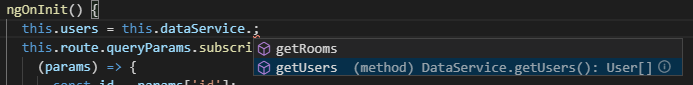 ngOnInit() {
this.users = this.dataService.;
getRooms
this.route.queryParams.subscri
getUsers (method) DataService.getUsers(): User[]
(params) => {
const id = params['id'];